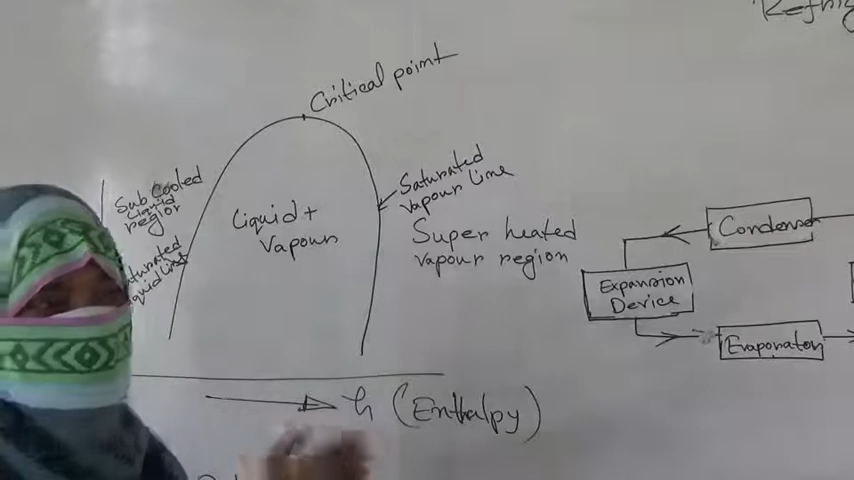 Critical point
Sub Cooled
Liquid
region
Saturated
vapour line
Liquid +
Vapour
Super heated
vapour region
Condenser
Expansion
Device
Evaporator
h (Enthalpy)